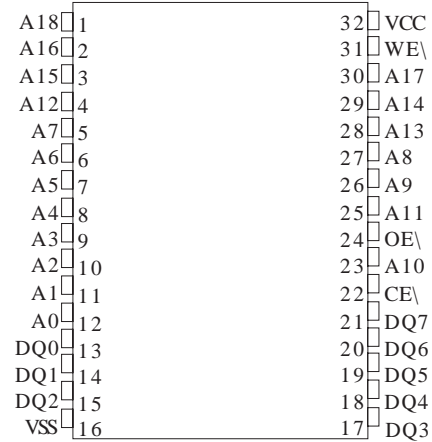 A18 1 32 VCC
A16 2 31 WE\
A15 3 30 A17
A12 4 29 A14
A7 5 28 A13
A6 6 27 A8
A5 7 26 A9
A4 8 25 A11
A3 9 24 OE\
A2 10 23 A10
A1 11 22 CE\
A0 12 21 DQ7
DQ0 13 20 DQ6
DQ1 14 19 DQ5
DQ2 15 18 DQ4
VSS 16 17 DQ3